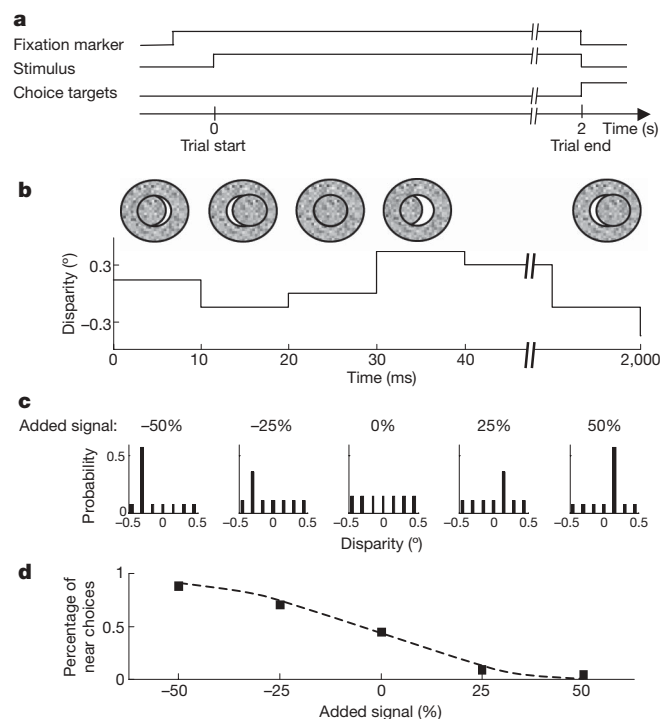 a
Fixation marker
Stimulus
Choice targets
0 2 Time (s)
Trial start Trial end
b
Disparity (°)
0.3
−0.3
0 10 20 30 40 2,000
Time (ms)
c
Added signal: −50% −25% 0% 25% 50%
Probability
0.5
0
−0.5 0 0.5 −0.5 0 0.5 −0.5 0 0.5 −0.5 0 0.5 −0.5 0 0.5
Disparity (°)
d
Percentage of
near choices
1
0.5
0
−50 −25 0 25 50
Added signal (%)